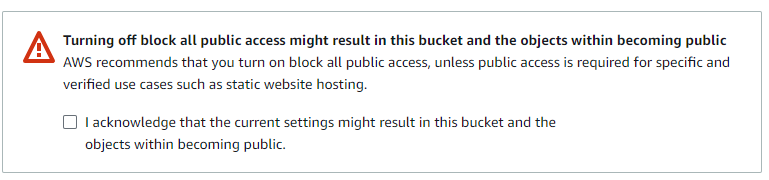 Turning off block all public access might result in this bucket and the objects within becoming public
AWS recommends that you turn on block all public access, unless public access is required for specific and
verified use cases such as static website hosting.
I acknowledge that the current settings might result in this bucket and the
objects within becoming public.